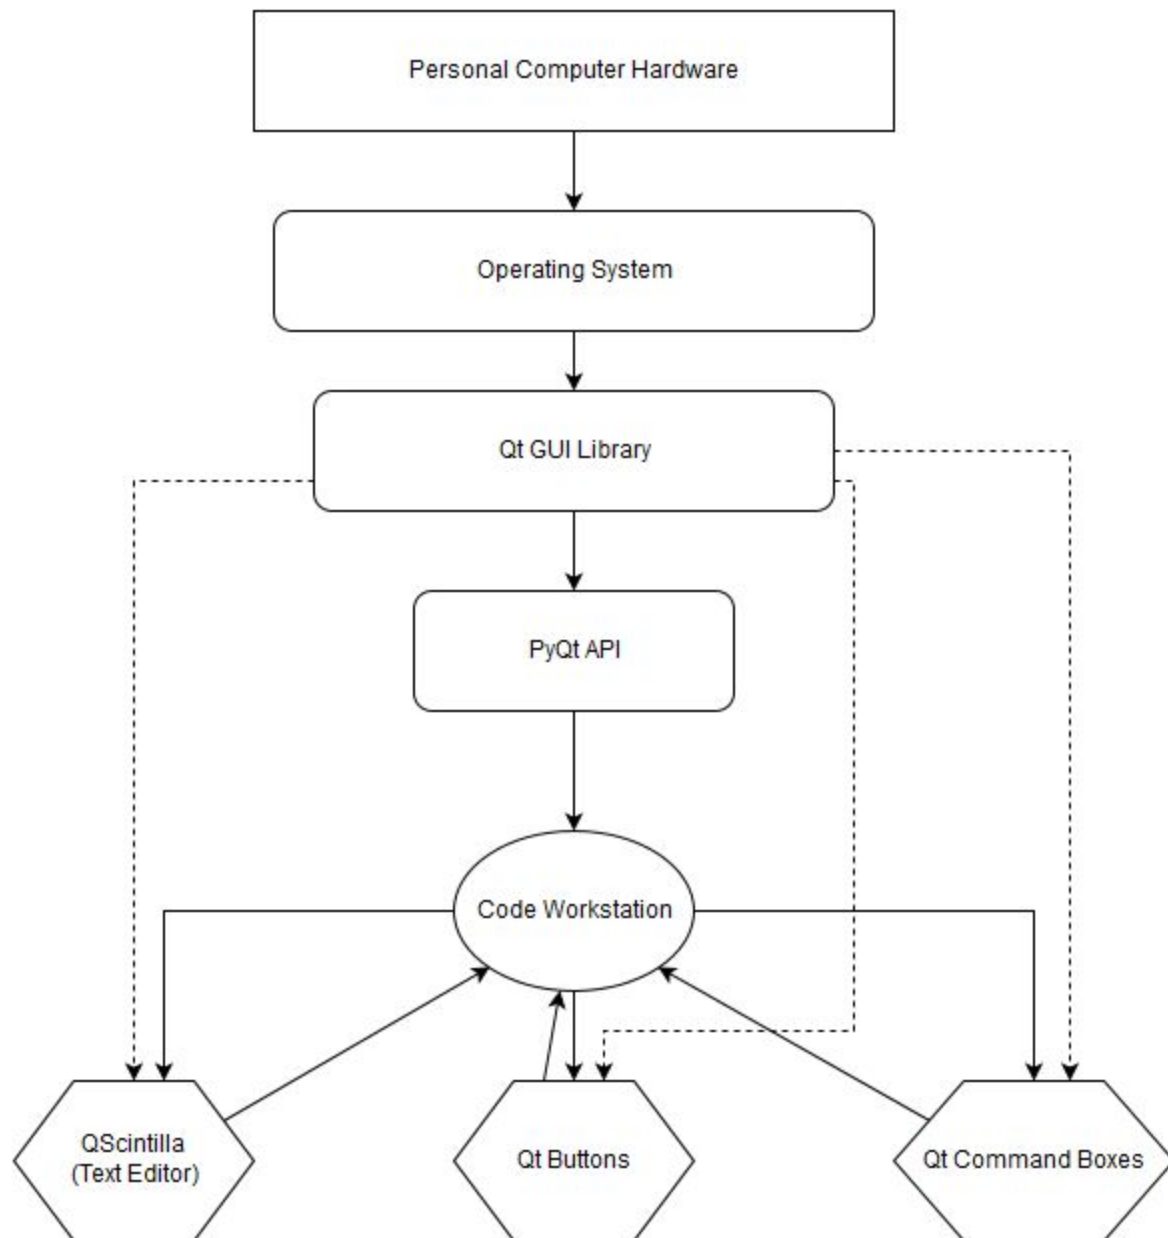 Personal Computer Hardware
Operating System
Qt GUI Library
PyQt API
Code Workstation
QScintilla
(Text Editor)
Qt Buttons
Qt Command Boxes